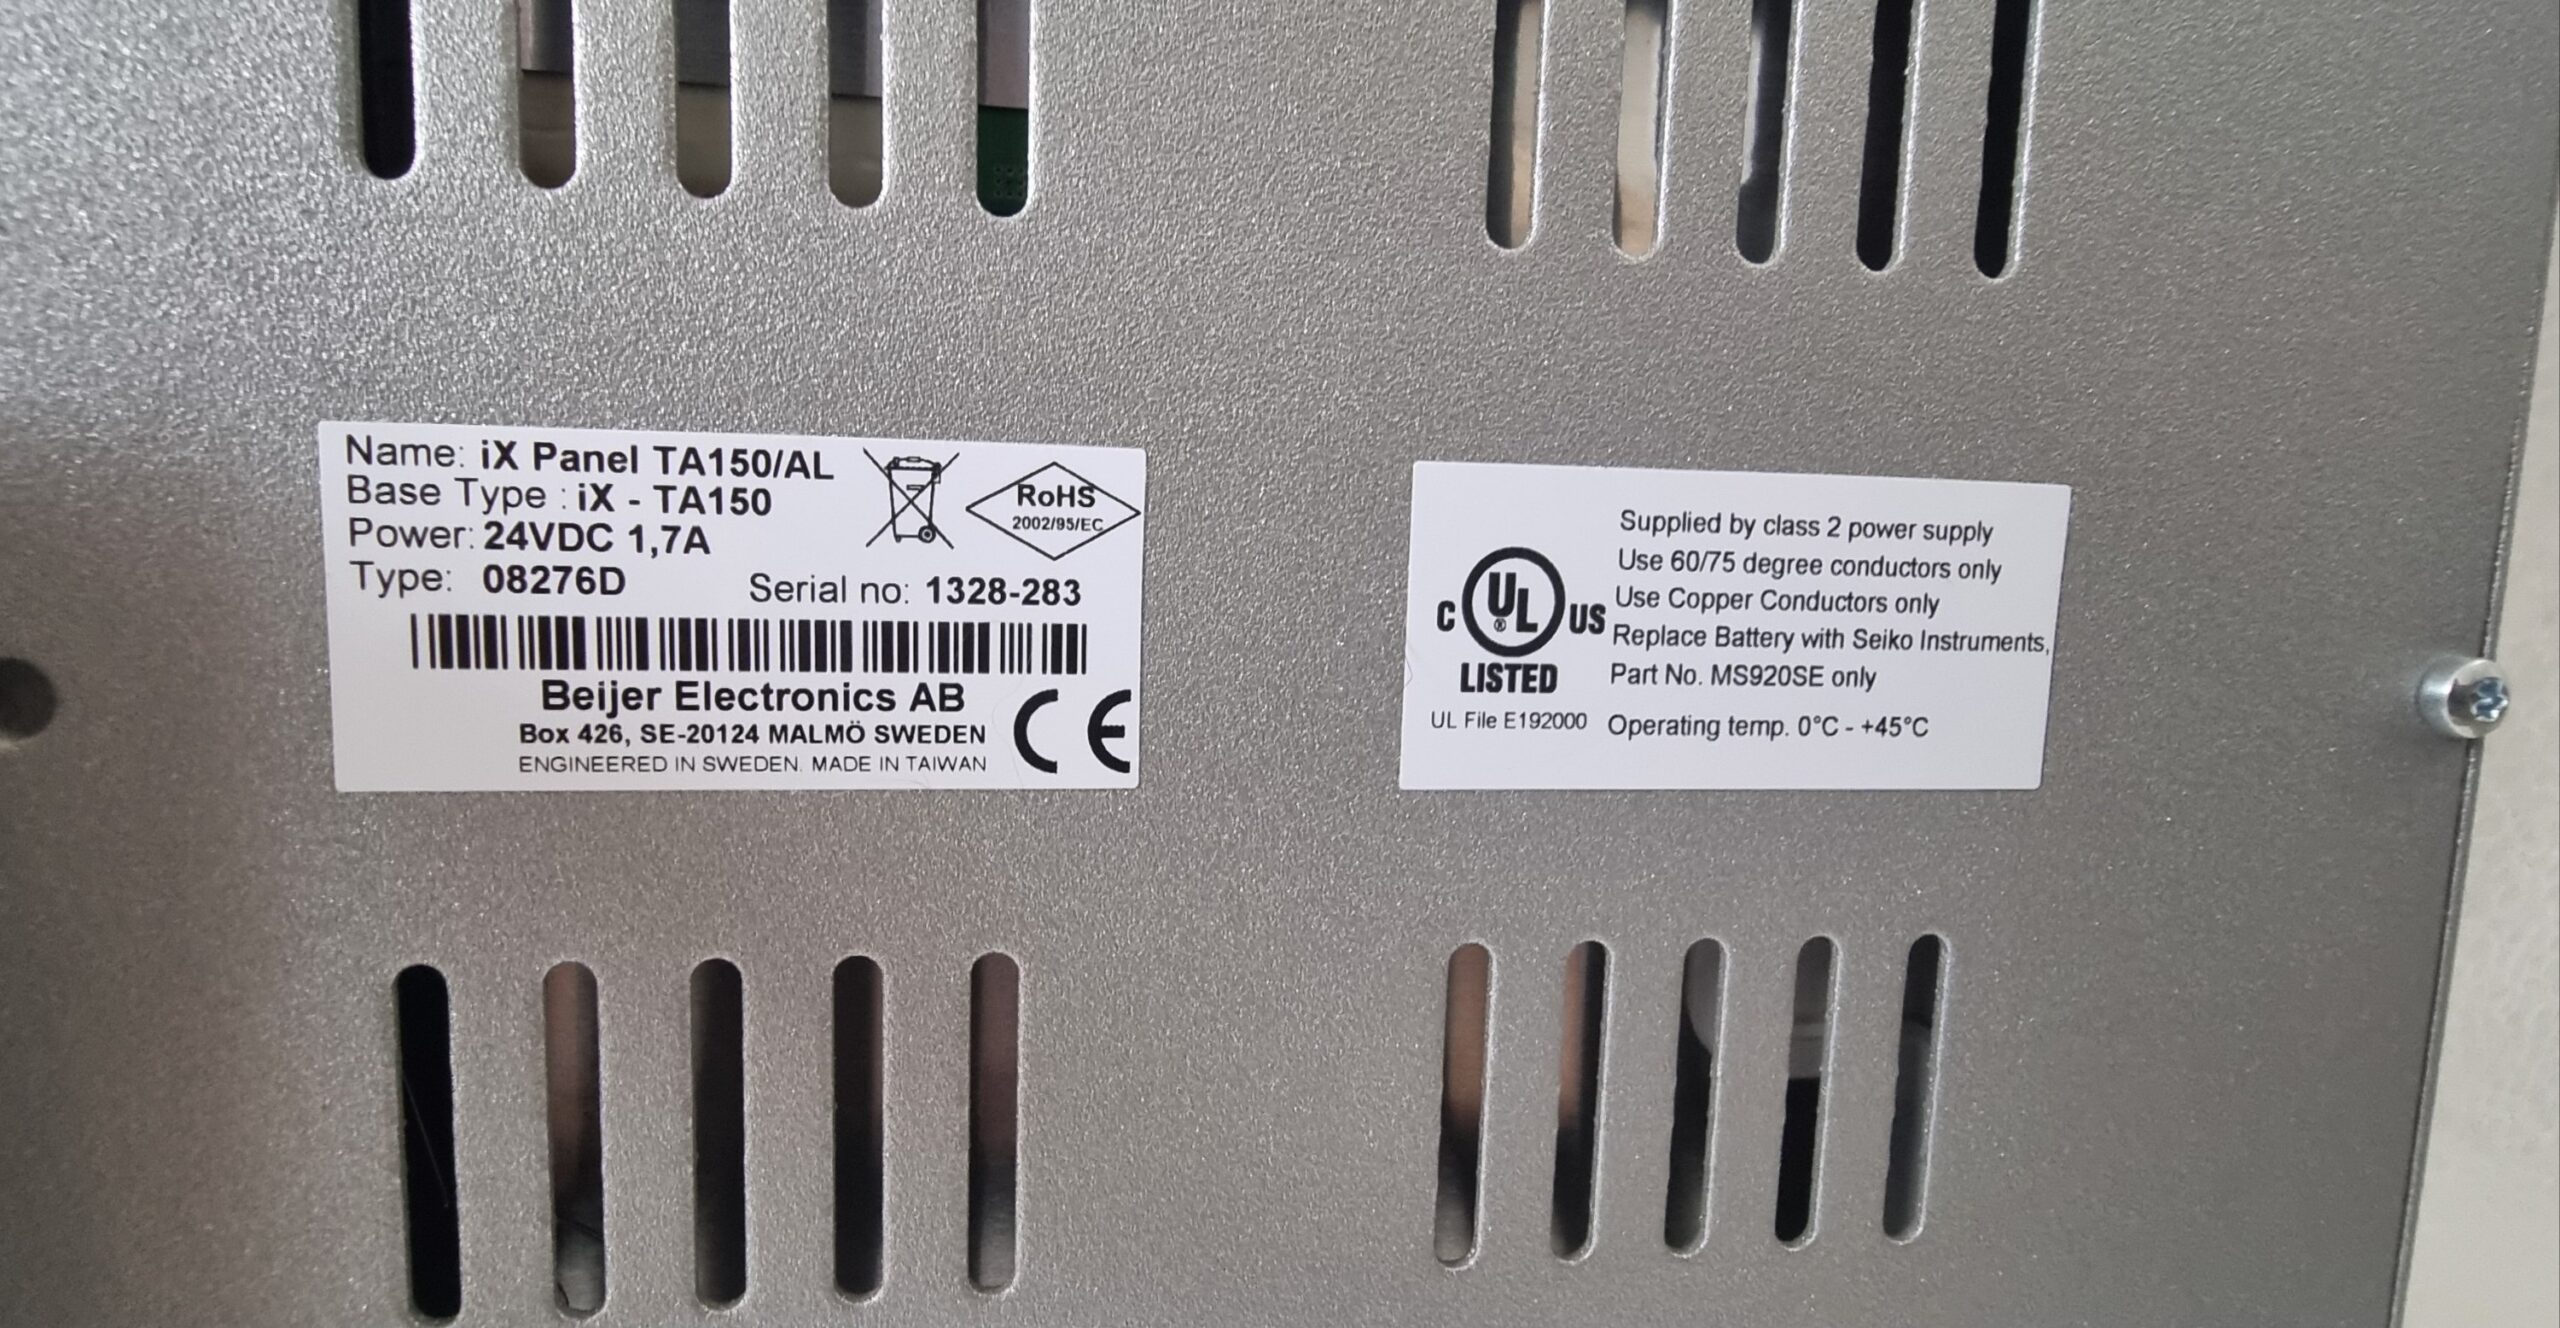 Name: iX Panel TA150/AL
Base Type : iX - TA150
Power: 24VDC 1,7A
Type: 08276D
Serial no: 1328-283
RoHS
2002/95/EC
Beijer Electronics AB
Box 426, SE-20124 MALMÖ SWEDEN
ENGINEERED IN SWEDEN. MADE IN TAIWAN
CE
C UL ® US
LISTED
UL File E192000
Supplied by class 2 power supply
Use 60/75 degree conductors only
Use Copper Conductors only
Replace Battery with Seiko Instruments,
Part No. MS920SE only
Operating temp. 0°C - +45°C